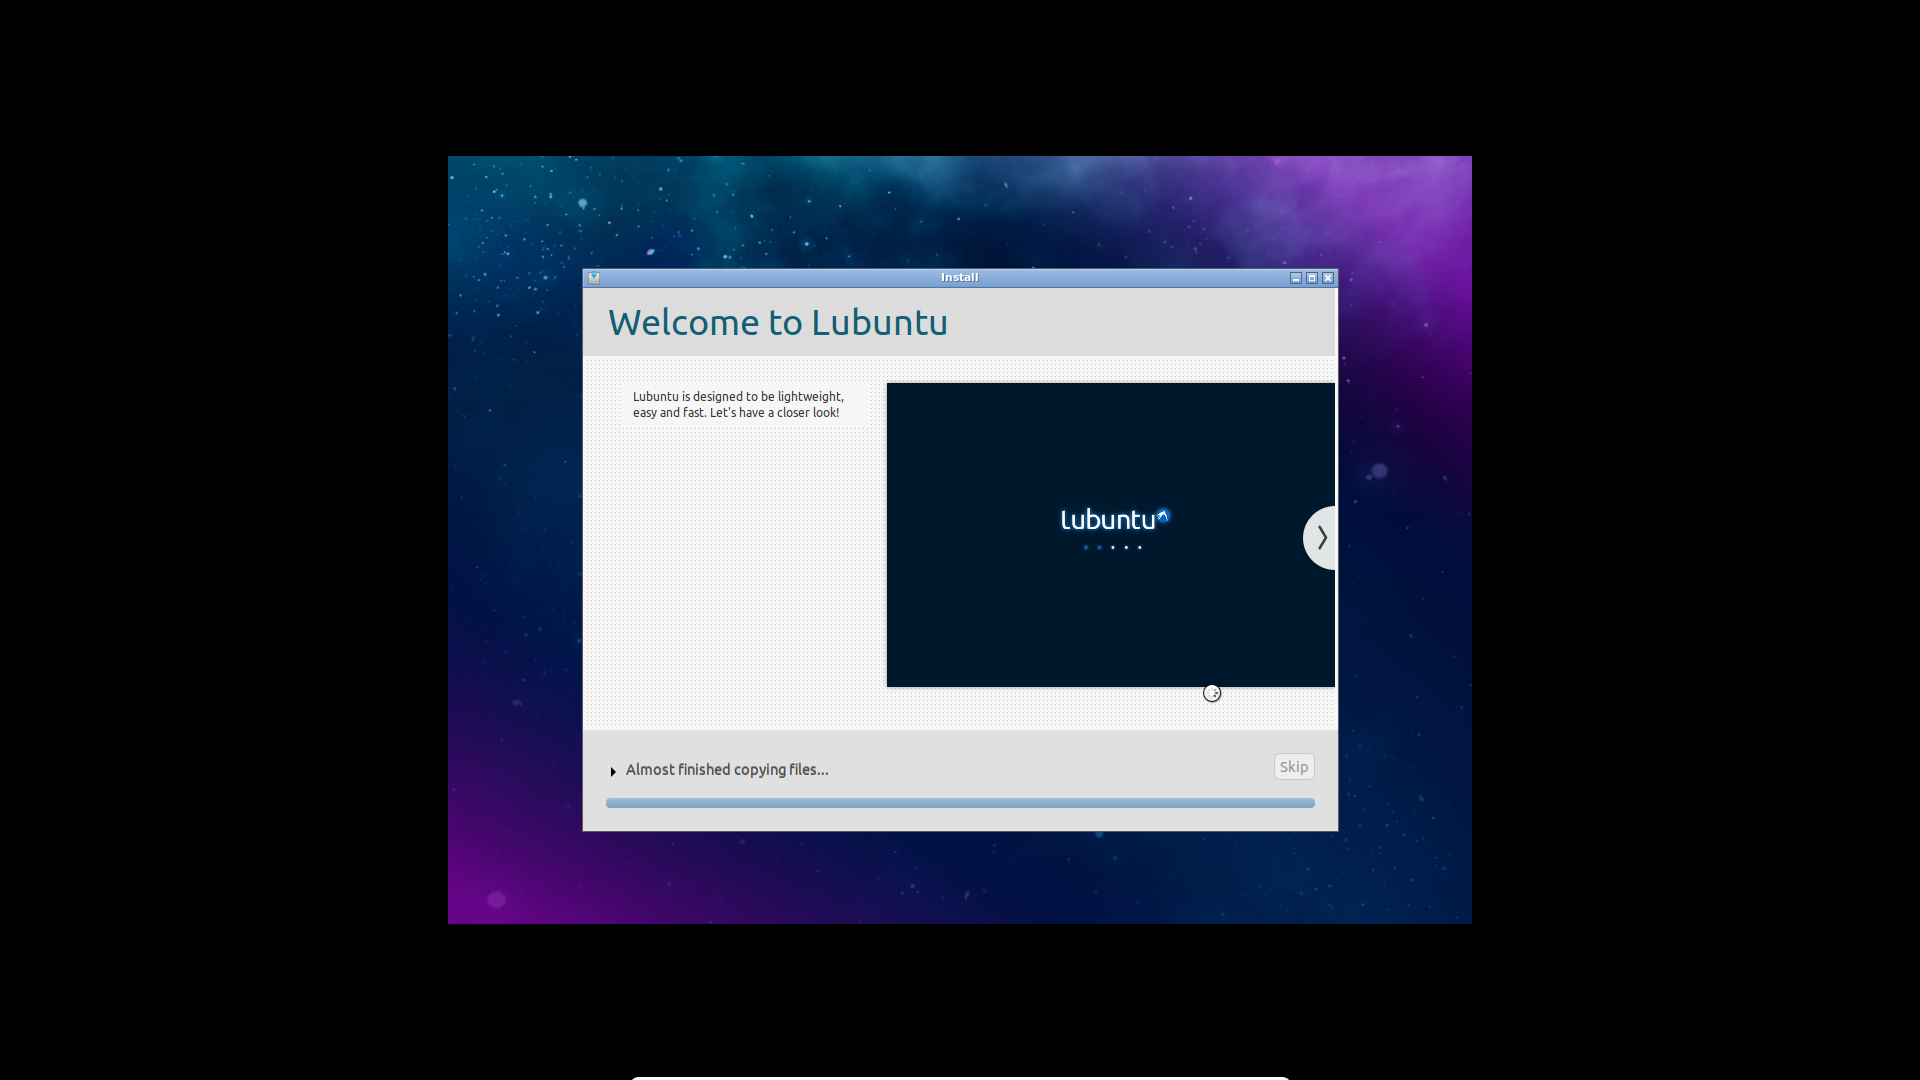 Install
Welcome to Lubuntu
Lubuntu is designed to be lightweight,
easy and fast. Let's have a closer look!
lubuntu
Almost finished copying files...
Skip